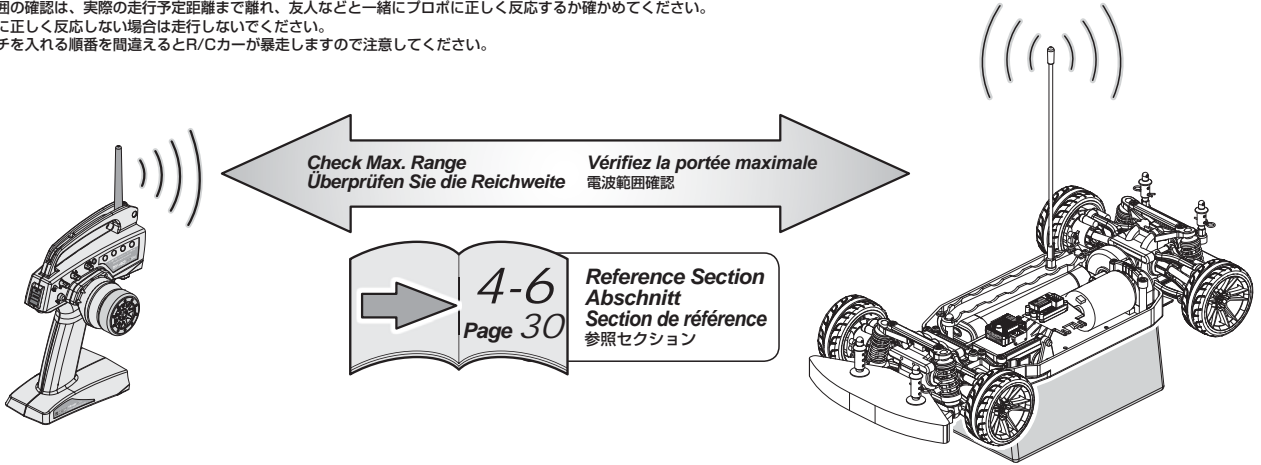 囲の確認は、実際の走行予定距離まで離れ、友人などと一緒にプロポに正しく反応するか確かめてください。
に正しく反応しない場合は走行しないでください。
チを入れる順番を間違えるとR/Cカーが暴走しますので注意してください。
Check Max. Range
Überprüfen Sie die Reichweite
Vérifiez la portée maximale
電波範囲確認
4-6
Page 30
Reference Section
Abschnitt
Section de référence
参照セクション